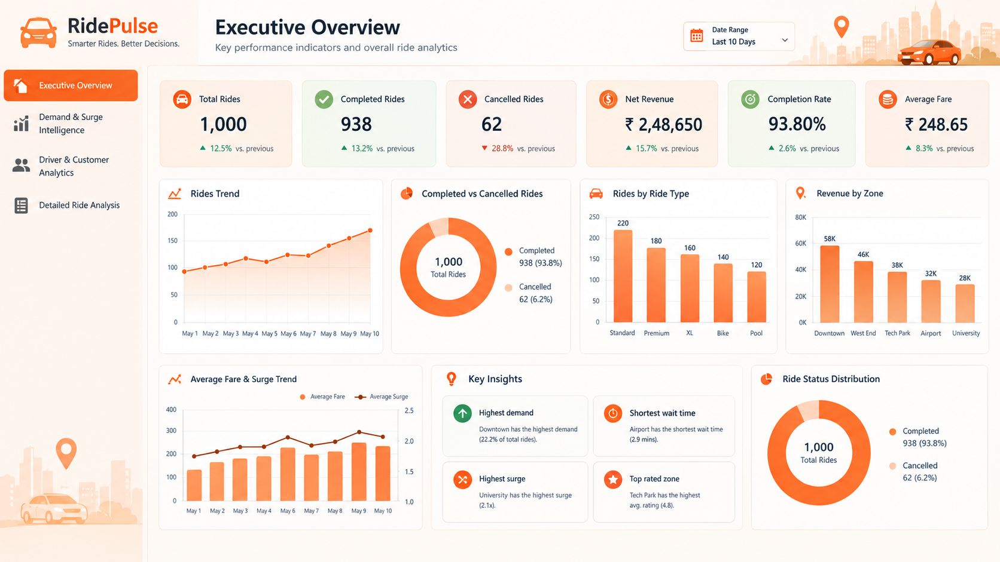 RidePulse
Smarter Rides. Better Decisions.
Executive Overview
Key performance indicators and overall ride analytics
Date Range
Last 10 Days
Executive Overview
Demand & Surge
Intelligence
Driver & Customer
Analytics
Detailed Ride Analysis
Total Rides
1,000
▲ 12.5% vs. previous
Completed Rides
938
▲ 13.2% vs. previous
Cancelled Rides
62
▼ 28.8% vs. previous
Net Revenue
₹ 2,48,650
▲ 15.7% vs. previous
Completion Rate
93.80%
▲ 2.6% vs. previous
Average Fare
₹ 248.65
▲ 8.3% vs. previous
Rides Trend
200
150
100
50
0
May 1 May 2 May 3 May 4 May 5 May 6 May 7 May 8 May 9 May 10
Completed vs Cancelled Rides
1,000
Total Rides
Completed
938 (93.8%)
Cancelled
62 (6.2%)
Rides by Ride Type
250
200
150
100
50
0
220
180
160
140
120
Standard Premium XL Bike Pool
Revenue by Zone
80K
60K
40K
20K
0K
58K
46K
38K
32K
28K
Downtown West End Tech Park Airport University
Average Fare & Surge Trend
Average Fare Average Surge
400
300
200
100
0
2.5
2.0
1.5
1.0
May 1 May 2 May 3 May 4 May 6 May 7 May 8 May 9 May 10
Key Insights
Highest demand
Downtown has the highest demand
(22.2% of total rides).
Shortest wait time
Airport has the shortest wait time
(2.9 mins).
Highest surge
University has the highest surge
(2.1x).
Top rated zone
Tech Park has the highest
avg. rating (4.8).
Ride Status Distribution
1,000
Total Rides
Completed
938 (93.8%)
Cancelled
62 (6.2%)